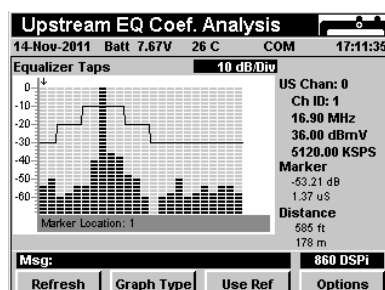 Upstream EQ Coef. Analysis
14-Nov-2011 Batt 7.67V 26 C COM 17:11:35
Equalizer Taps 10 dB/Div
0
-10
-20
-30
-40
-50
-60
Marker Location: 1
US Chan: 0
Ch ID: 1
16.90 MHz
36.00 dBmV
5120.00 KSPS
Marker
-53.21 dB
1.37 uS
Distance
585 ft
178 m
Msg: 860 DSPi
Refresh Graph Type Use Ref Options